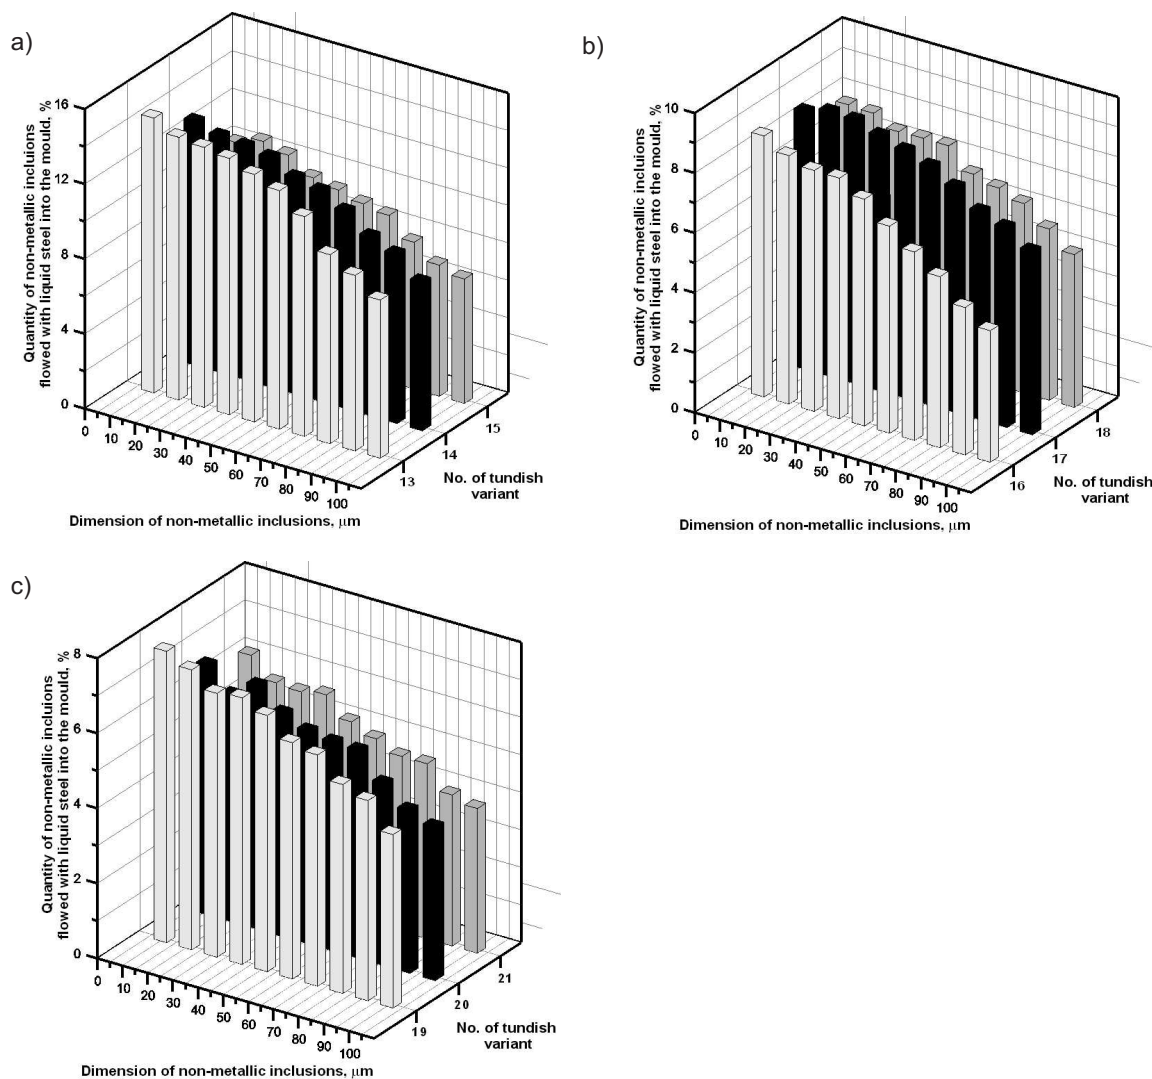 a)
Quantity of non-metallic incluions
flowed with liquid steel into the mould, %
16
12
8
4
0
0 10 20 30 40 50 60 70 80 90 100
13 14 15
No. of tundish
variant
Dimension of non-metallic inclusions, μm
b)
Quantity of non-metallic incluions
flowed with liquid steel into the mould, %
10
8
6
4
2
0
0 10 20 30 40 50 60 70 80 90 100
16 17 18
No. of tundish
variant
Dimension of non-metallic inclusions, μm
c)
Quantity of non-metallic incluions
flowed with liquid steel into the mould, %
8
6
4
2
0
0 10 20 30 40 50 60 70 80 90 100
19 20 21
No. of tundish
variant
Dimension of non-metallic inclusions, μm